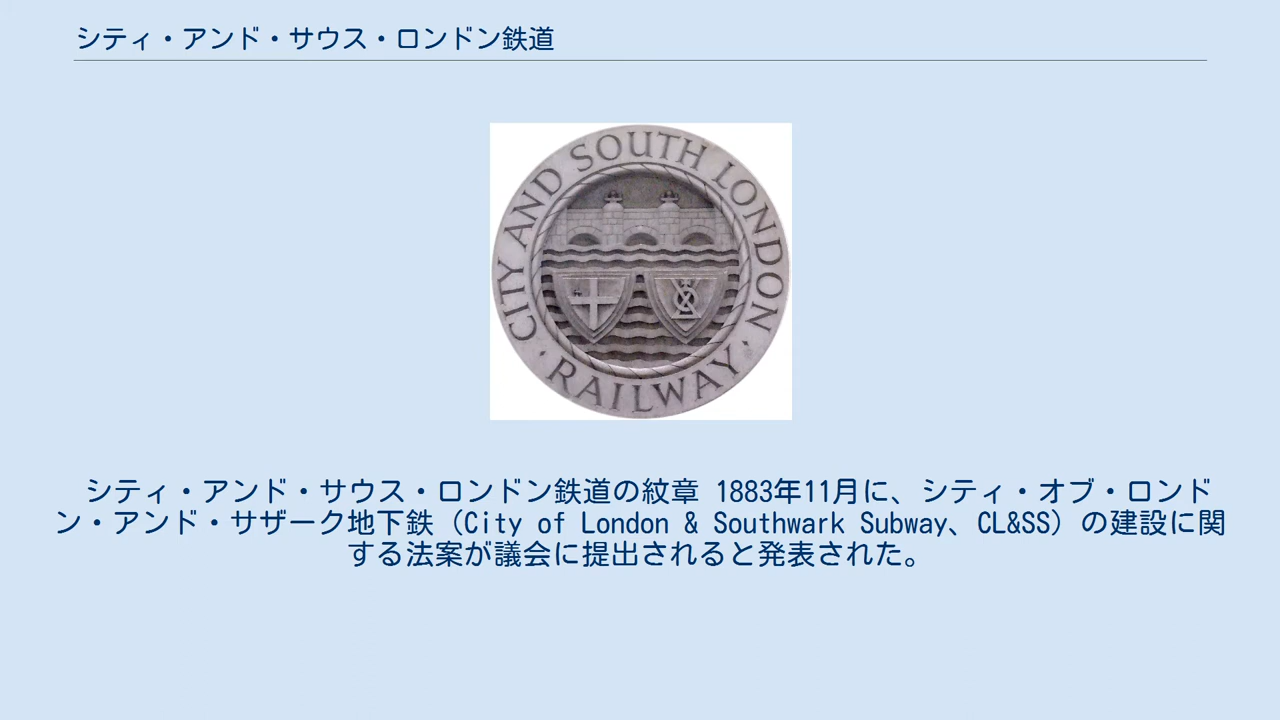 シティ・アンド・サウス・ロンドン鉄道
CITY AND SOUTH LONDON
RAILWAY
シティ・アンド・サウス・ロンドン鉄道の紋章 1883年11月に、シティ・オブ・ロンド
ン・アンド・サザーク地下鉄（City of London & Southwark Subway、CL&SS）の建設に関
する法案が議会に提出されると発表された。